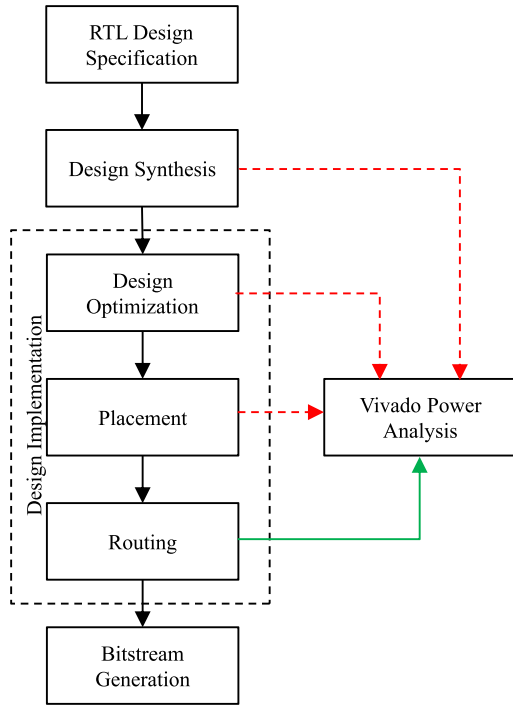 RTL Design
Specification
Design Synthesis
Design Implementation
Design
Optimization
Placement
Vivado Power
Analysis
Routing
Bitstream
Generation